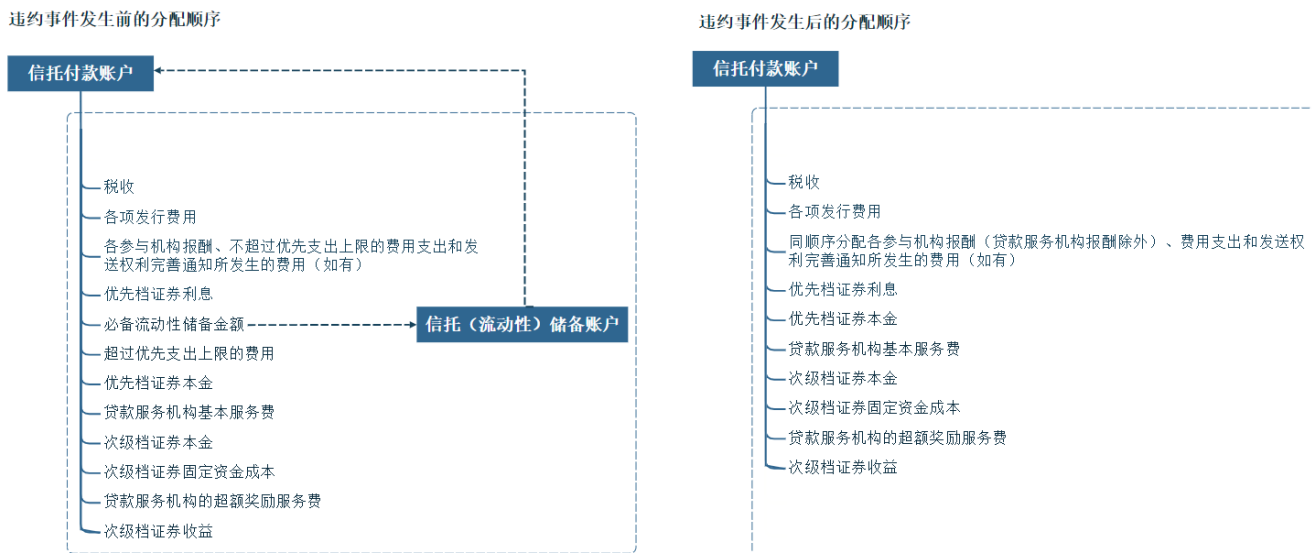 违约事件发生前的分配顺序
信托付款账户
税收
各项发行费用
各参与机构报酬、不超过优先支出上限的费用支出和发
送权利完善通知所发生的费用（如有）
优先档证券利息
必备流动性储备金额
信托（流动性）储备账户
超过优先支出上限的费用
优先档证券本金
贷款服务机构基本服务费
次级档证券本金
次级档证券固定资金成本
贷款服务机构的超额奖励服务费
次级档证券收益
违约事件发生后的分配顺序
信托付款账户
税收
各项发行费用
同顺序分配各参与机构报酬（贷款服务机构报酬除外）、费用支出和发送权
利完善通知所发生的费用（如有）
优先档证券利息
优先档证券本金
贷款服务机构基本服务费
次级档证券本金
次级档证券固定资金成本
贷款服务机构的超额奖励服务费
次级档证券收益